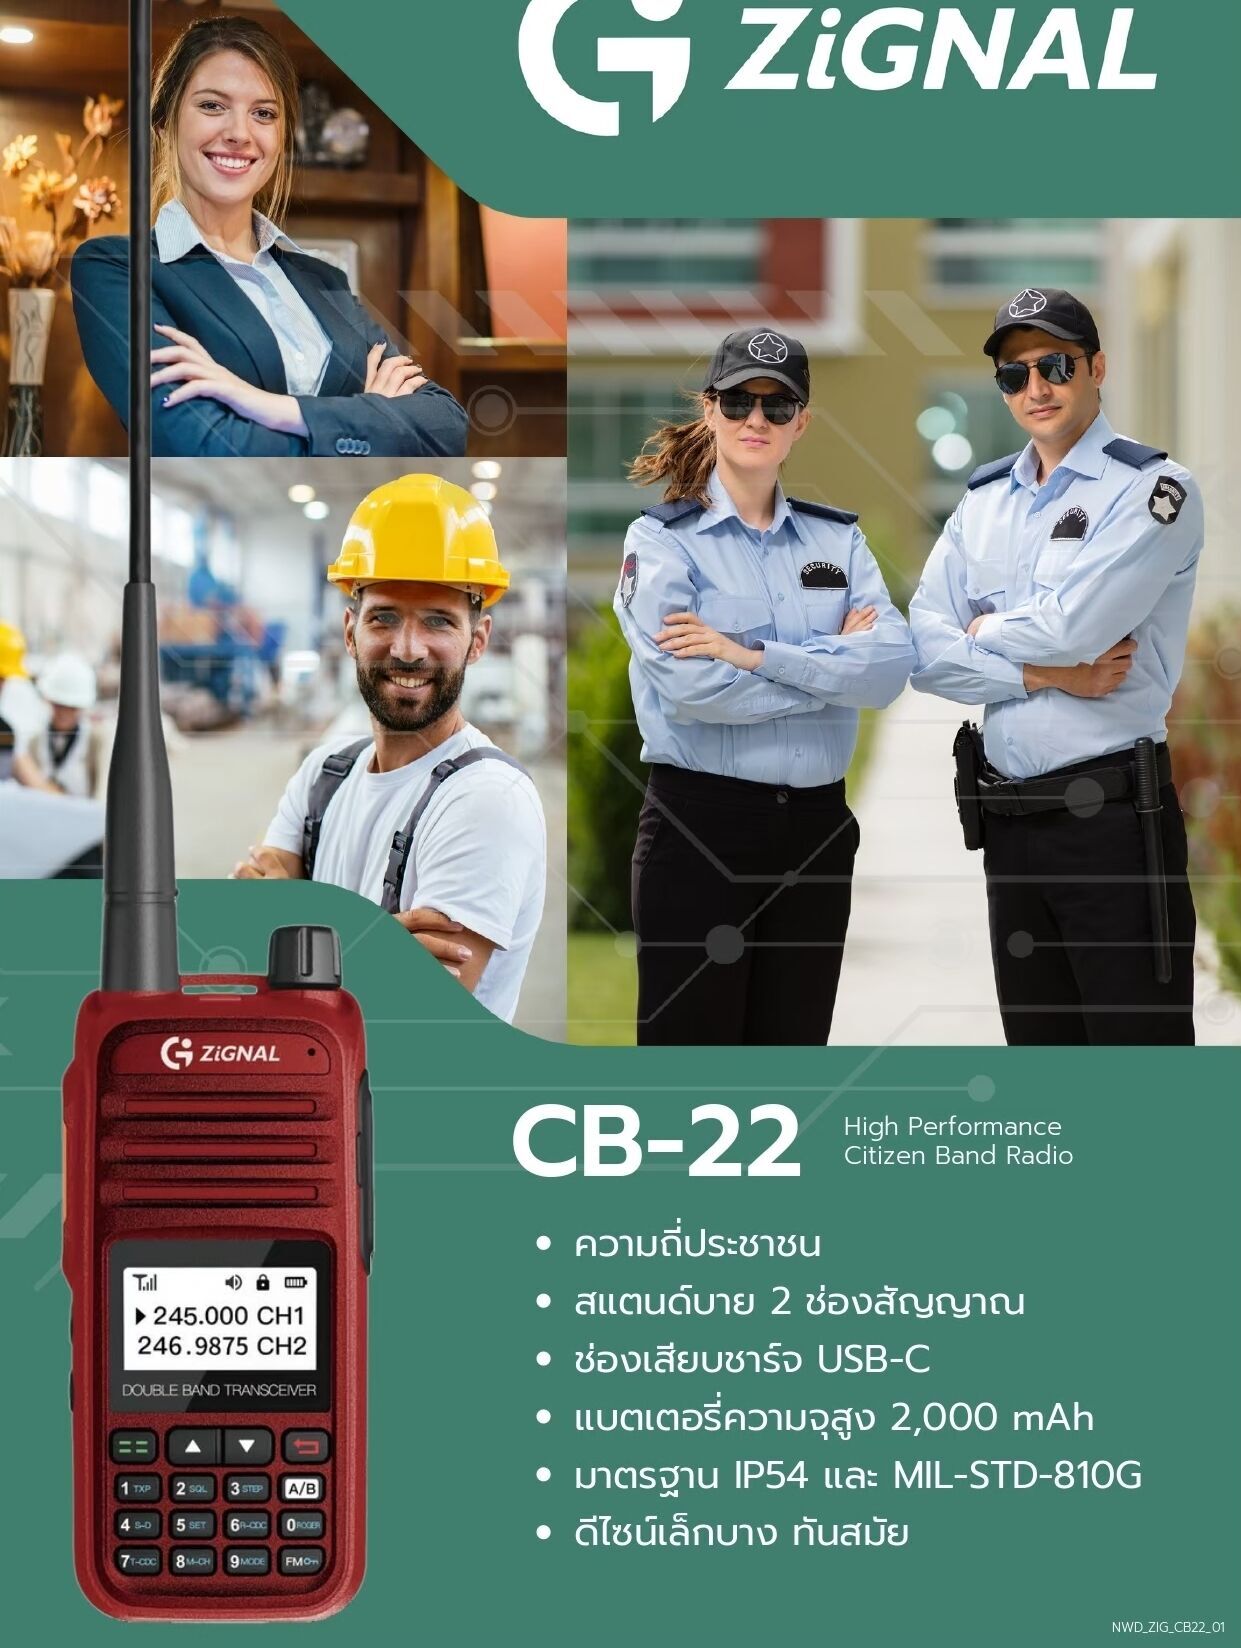 ZiGNAL
SECURITY
SECURITY
ZiGNAL
CB-22
High Performance
Citizen Band Radio
• ความถี่ประชาชน
• สแตนด์บาย 2 ช่องสัญญาณ
• ช่องเสียบชาร์จ USB-C
• แบตเตอรี่ความจุสูง 2,000 mAh
• มาตรฐาน IP54 และ MIL-STD-810G
• ดีไซน์เล็กบาง ทันสมัย
245.000 CH1
246.9875 CH2
DOUBLE BAND TRANSCEIVER
1 TXP 2 SQL 3 STEP A/B
4 S-D 5 SET 6 R-CDC 0 ROGER
7 T-CDC 8 M-CH 9 MODE FM
NWD_ZIG_CB22_01